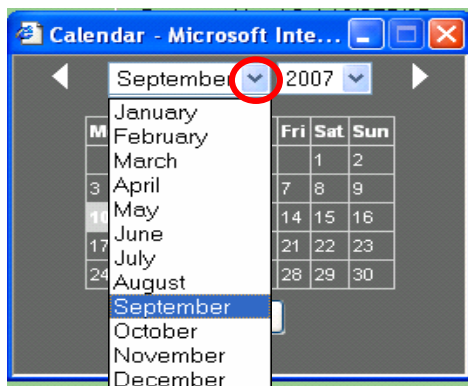 Calendar - Microsoft Inte...
September 2007
January
February
March
April
May
June
July
August
September
October
November
December
M Fri Sat Sun
1 2
3 7 8 9
10 14 15 16
17 21 22 23
24 28 29 30